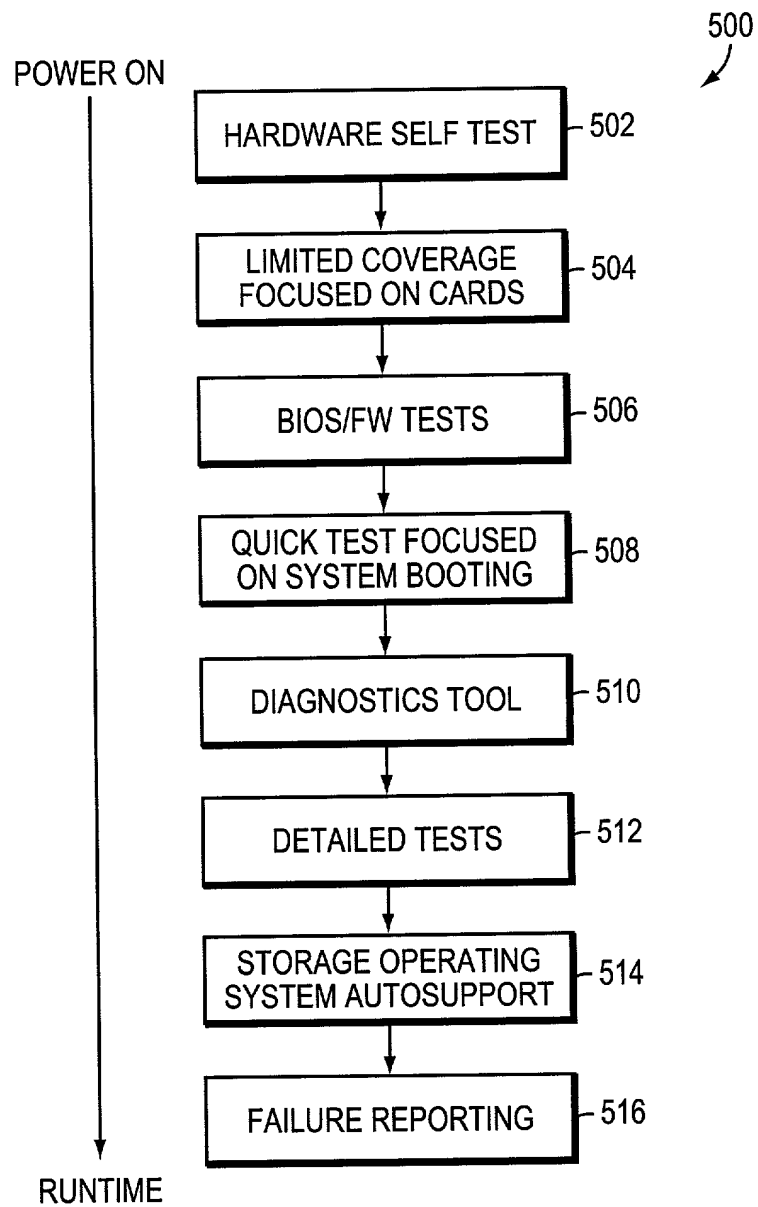 500
POWER ON
HARDWARE SELF TEST
502
LIMITED COVERAGE
FOCUSED ON CARDS
504
BIOS/FW TESTS
506
QUICK TEST FOCUSED
ON SYSTEM BOOTING
508
DIAGNOSTICS TOOL
510
DETAILED TESTS
512
STORAGE OPERATING
SYSTEM AUTOSUPPORT
514
FAILURE REPORTING
516
RUNTIME